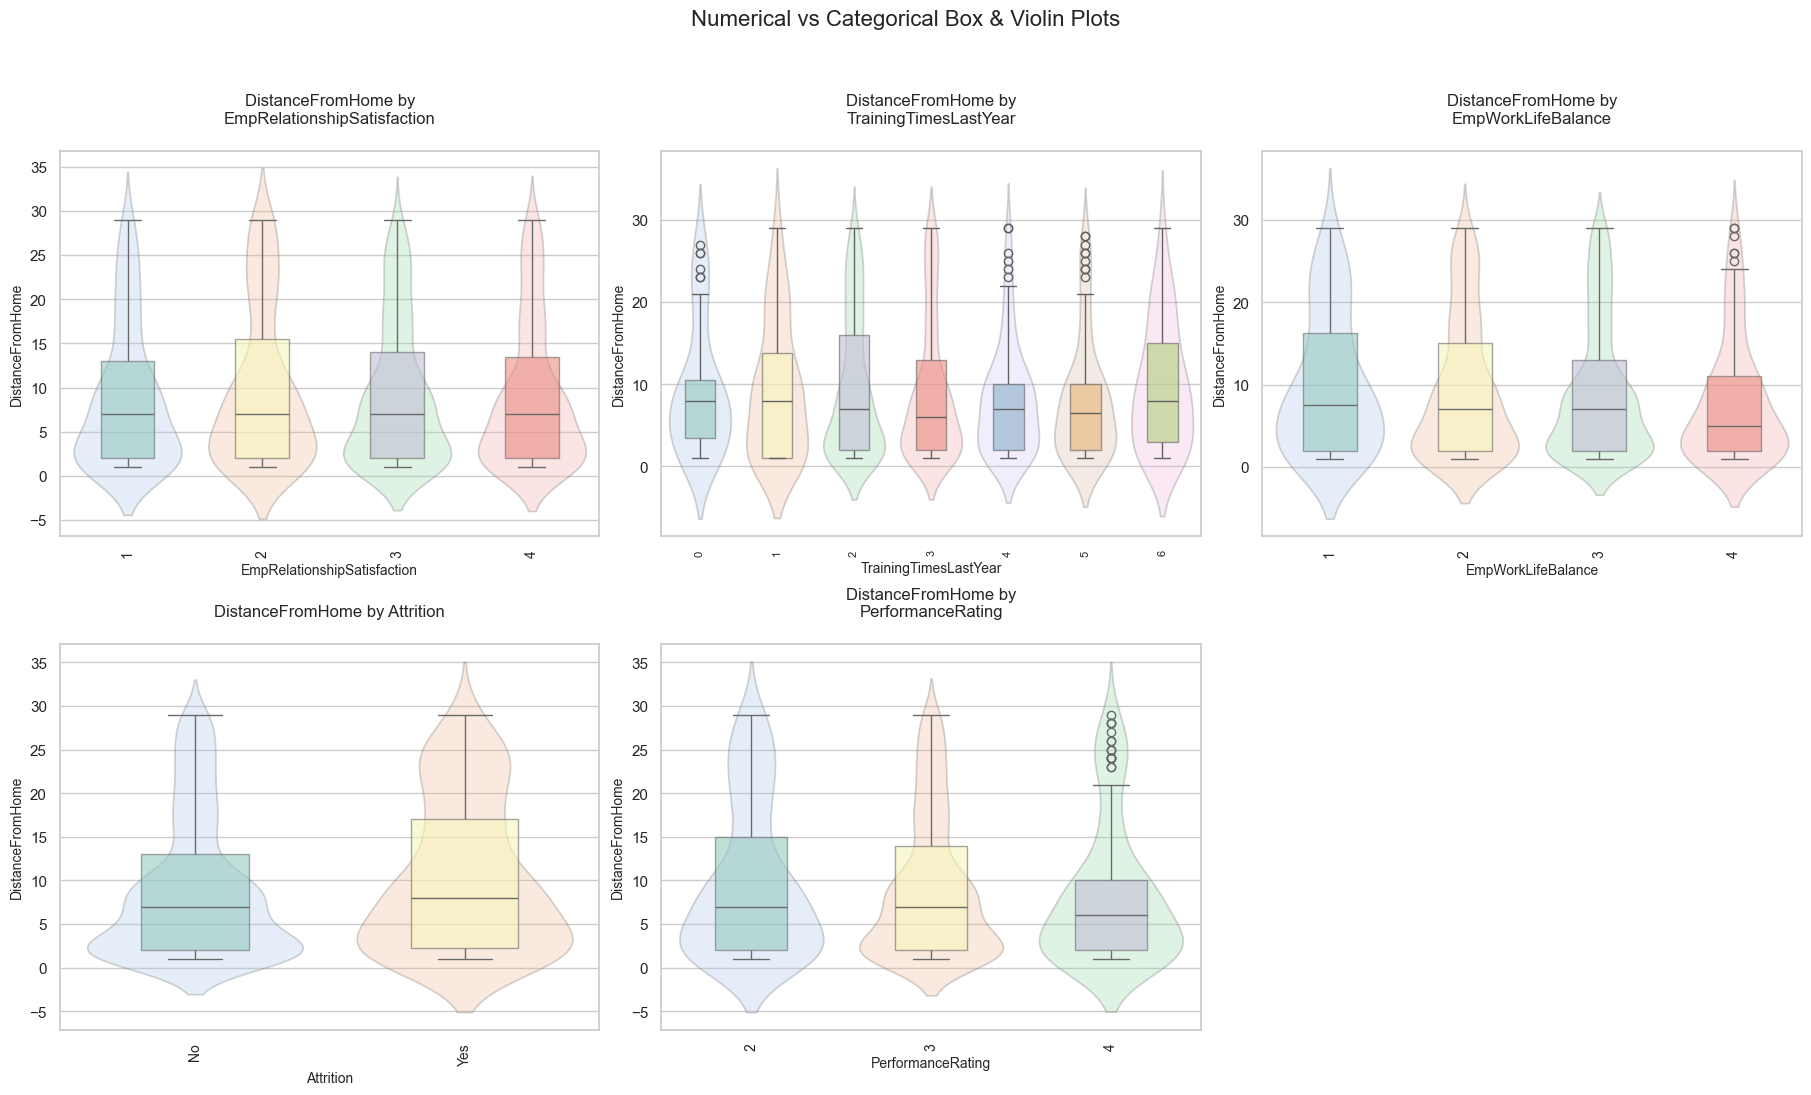 Numerical vs Categorical Box & Violin Plots
DistanceFromHome by
EmpRelationshipSatisfaction
35
30
25
20
15
10
5
0
−5
DistanceFromHome
1 2 3 4
EmpRelationshipSatisfaction
DistanceFromHome by
TrainingTimesLastYear
30
20
10
0
DistanceFromHome
0 1 2 3 4 5 6
TrainingTimesLastYear
DistanceFromHome by
EmpWorkLifeBalance
30
20
10
0
DistanceFromHome
1 2 3 4
EmpWorkLifeBalance
DistanceFromHome by Attrition
35
30
25
20
15
10
5
0
−5
DistanceFromHome
No Yes
Attrition
DistanceFromHome by
PerformanceRating
35
30
25
20
15
10
5
0
−5
DistanceFromHome
2 3 4
PerformanceRating